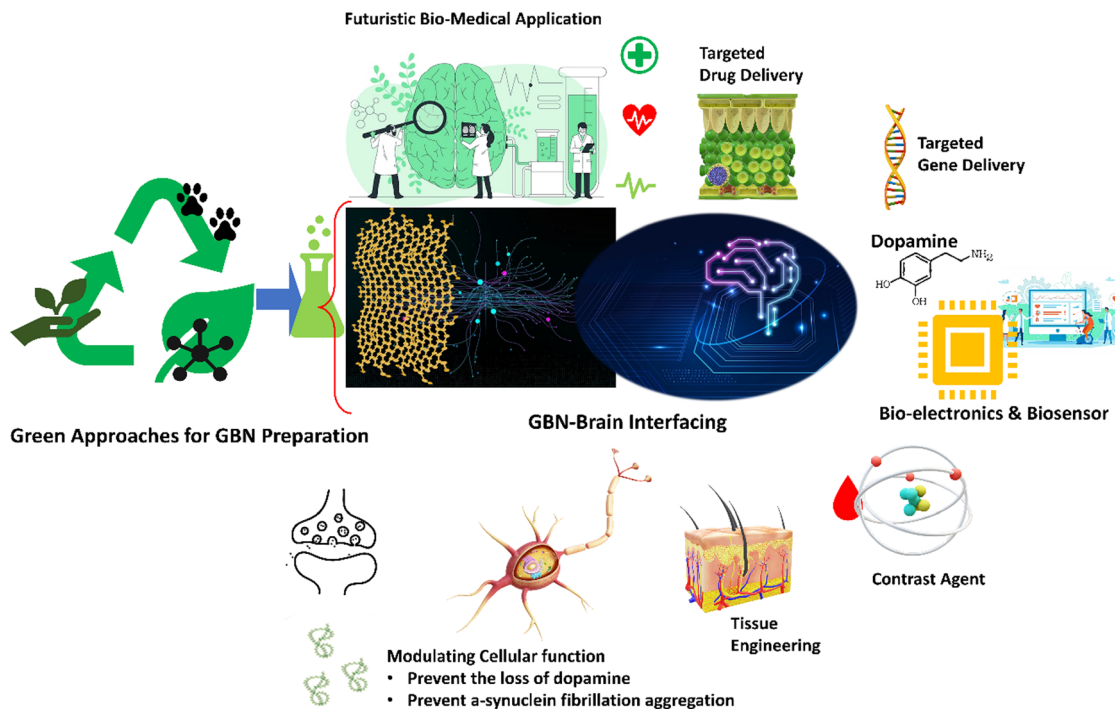 Futuristic Bio-Medical Application
Targeted
Drug Delivery
Targeted
Gene Delivery
Dopamine
NH2
HO
OH
Green Approaches for GBN Preparation
GBN-Brain Interfacing
Bio-electronics & Biosensor
Contrast Agent
Tissue
Engineering
Modulating Cellular function
• Prevent the loss of dopamine
• Prevent a-synuclein fibrillation aggregation